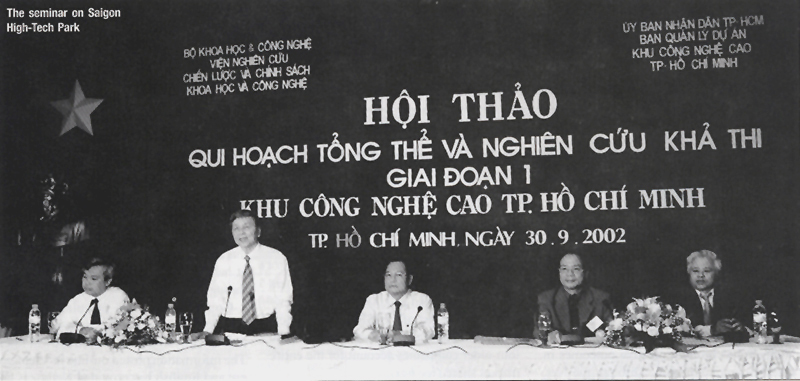 The seminar on Saigon
High-Tech Park
BỘ KHOA HỌC & CÔNG NGHỆ
VIỆN NGHIÊN CỨU
CHIẾN LƯỢC VÀ CHÍNH SÁCH
KHOA HỌC VÀ CÔNG NGHỆ
ỦY BAN NHÂN DÂN TP. HCM
BAN QUẢN LÝ DỰ ÁN
KHU CÔNG NGHỆ CAO
TP. HỒ CHÍ MINH
HỘI THẢO
QUI HOẠCH TỔNG THỂ VÀ NGHIÊN CỨU KHẢ THI
GIAI ĐOẠN 1
KHU CÔNG NGHỆ CAO TP. HỒ CHÍ MINH
TP. HỒ CHÍ MINH, NGÀY 30.9.2002